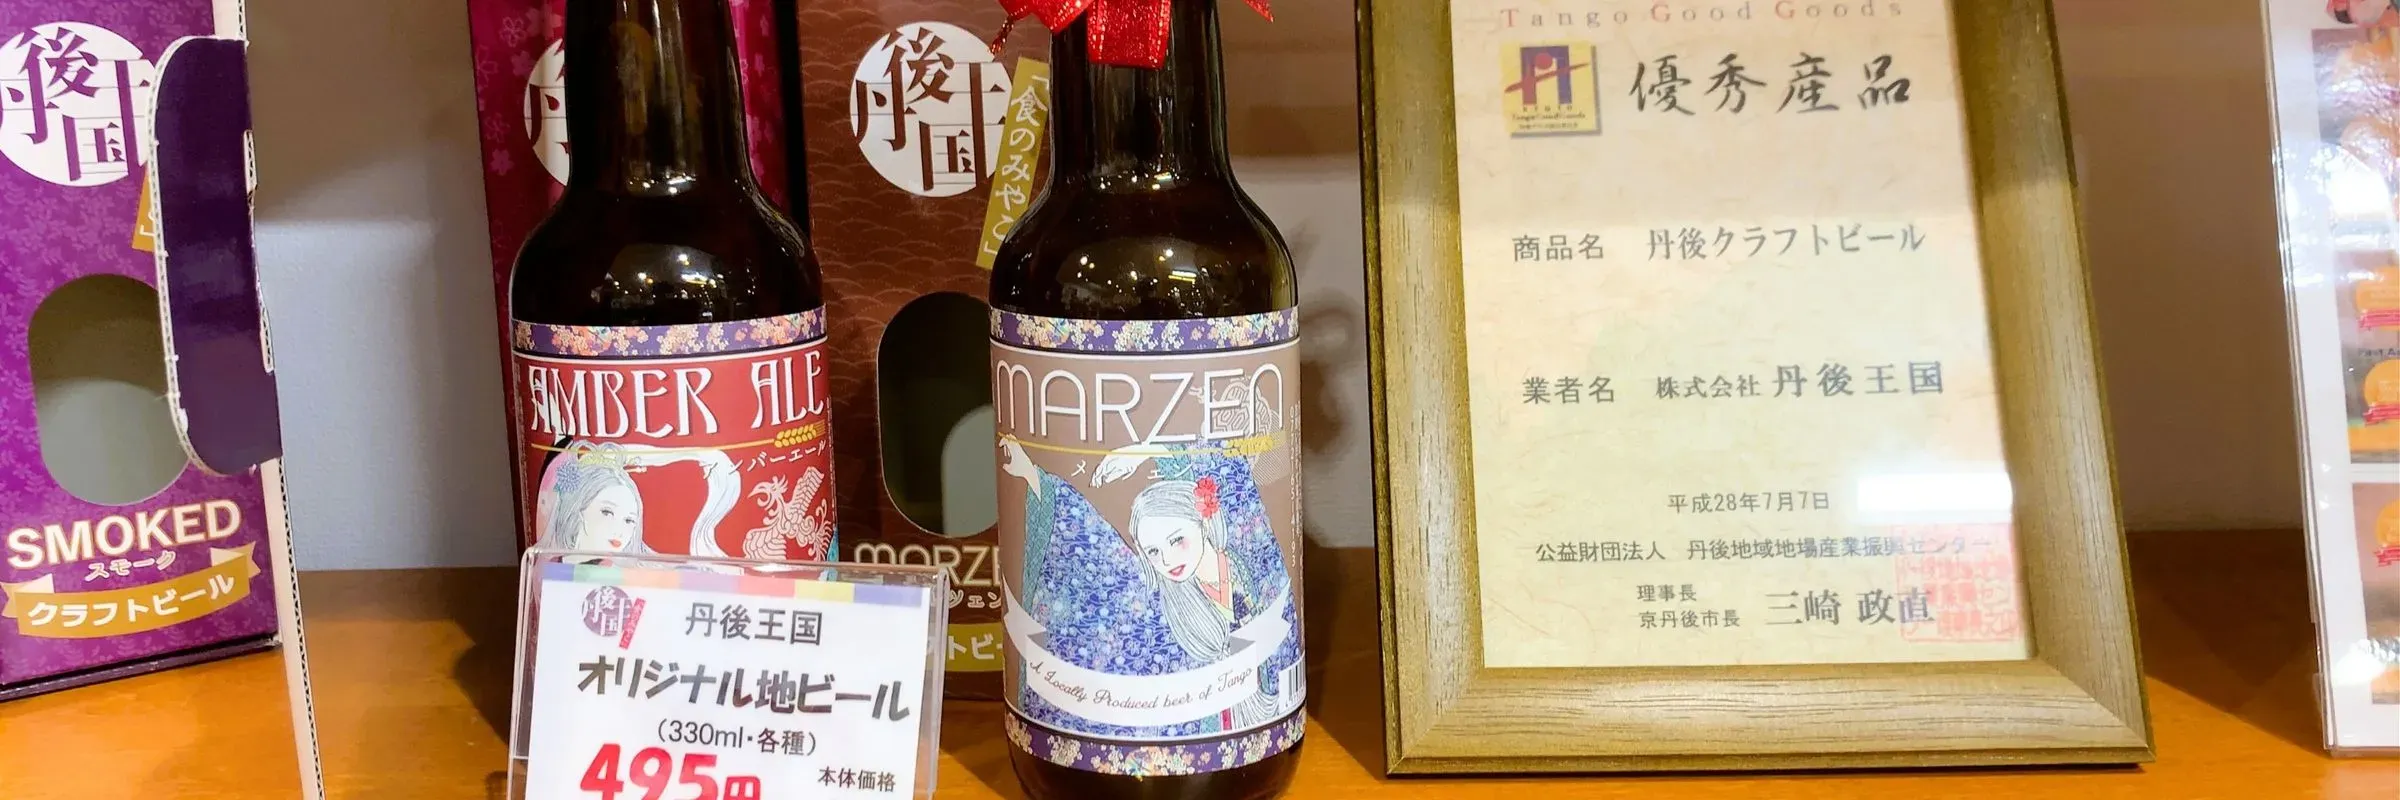 丹後王国
SMOKED
スモーク
クラフトビール
丹後王国
「食のみやこ」
AMBER ALE
アンバーエール
MARZEN
メルツェン
A Locally Produced beer of Tango
丹後王国
オリジナル地ビール
(330ml・各種)
495円
本体価格
Tango Good Goods
KYOTO
Tango Good Goods
優秀産品
商品名 丹後クラフトビール
業者名 株式会社 丹後王国
平成28年7月7日
公益財団法人 丹後地域地場産業振興センター
理事長
京丹後市長 三崎 政直